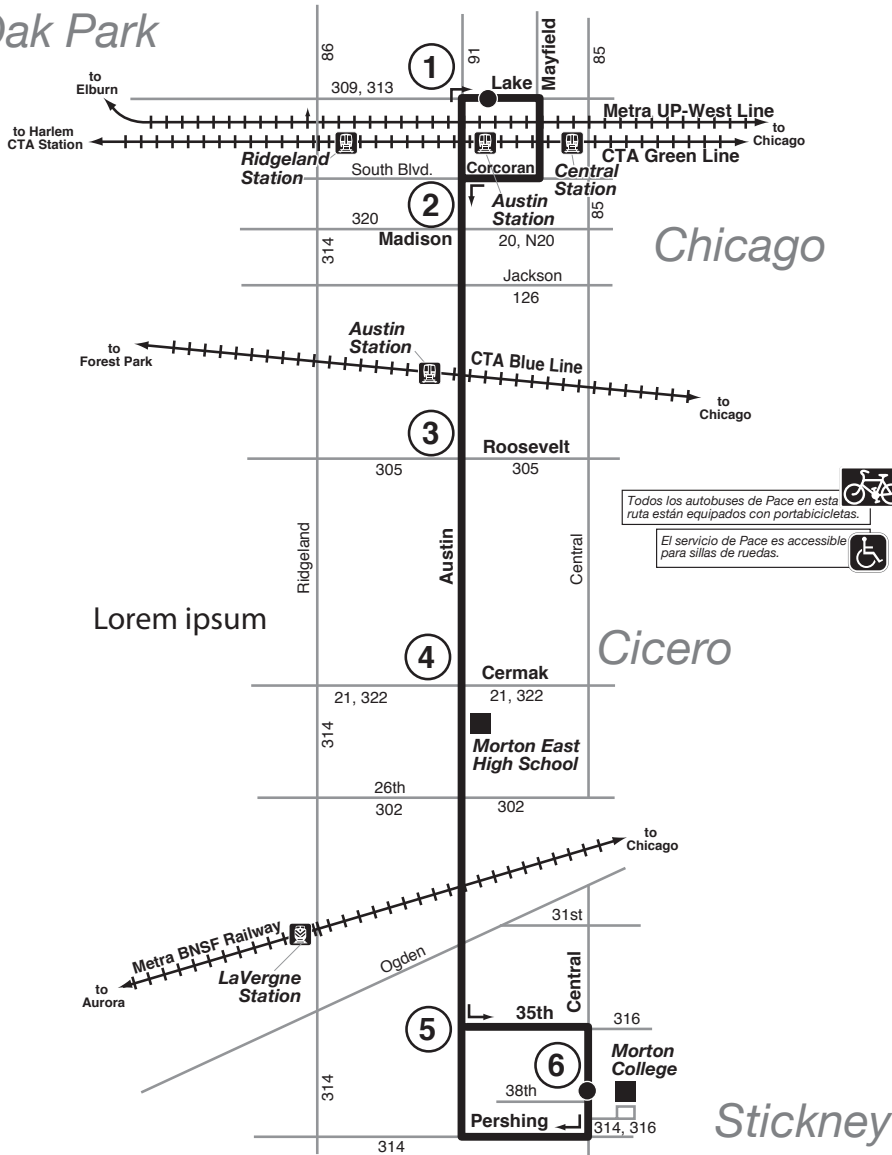 Oak Park
86
91
Mayfield
85
1
Lake
to
Elburn
309, 313
Metra UP-West Line
to Harlem
CTA Station
to
Chicago
CTA Green Line
Ridgeland
Station
South Blvd.
Corcoran
Central
Station
Austin
Station
2
85
320
Madison
20, N20
314
Chicago
Jackson
126
Austin
Station
to
Forest Park
CTA Blue Line
to
Chicago
3
Roosevelt
305
305
Todos los autobuses de Pace en esta
ruta están equipados con portabicicletas.
El servicio de Pace es accessible
para sillas de ruedas.
Ridgeland
Austin
Central
Lorem ipsum
Cicero
4
Cermak
21, 322
21, 322
314
Morton East
High School
26th
302
302
to
Chicago
31st
Metra BNSF Railway
Ogden
LaVergne
Station
to
Aurora
Central
35th
316
5
6
Morton
College
38th
314
Pershing
314, 316
Stickney
314